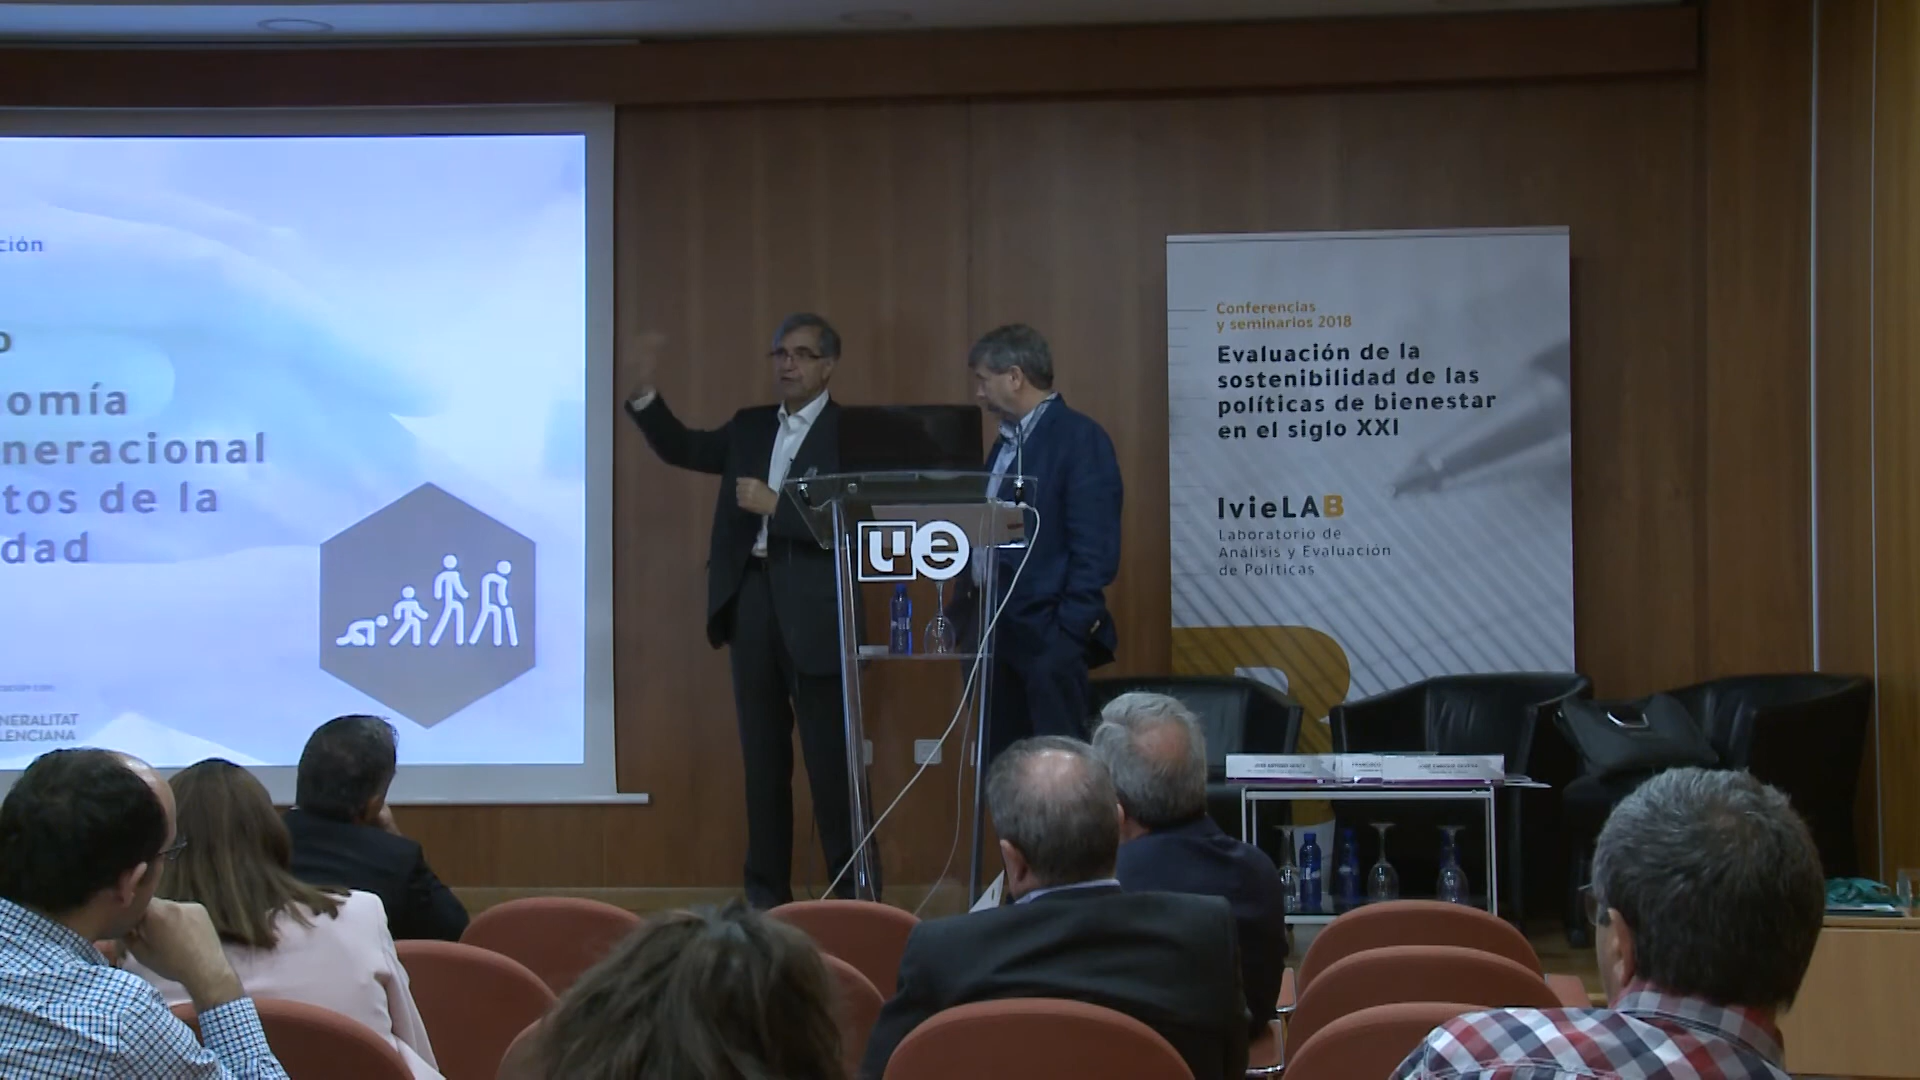 ción
o
omía
neracional
tos de la
dad
NERALITAT
LENCIANA
ue
Conferencias
y seminarios 2018
Evaluación de la
sostenibilidad de las
políticas de bienestar
en el siglo XXI
IvieLAB
Laboratorio de
Análisis y Evaluación
de Políticas
FRANCISCO